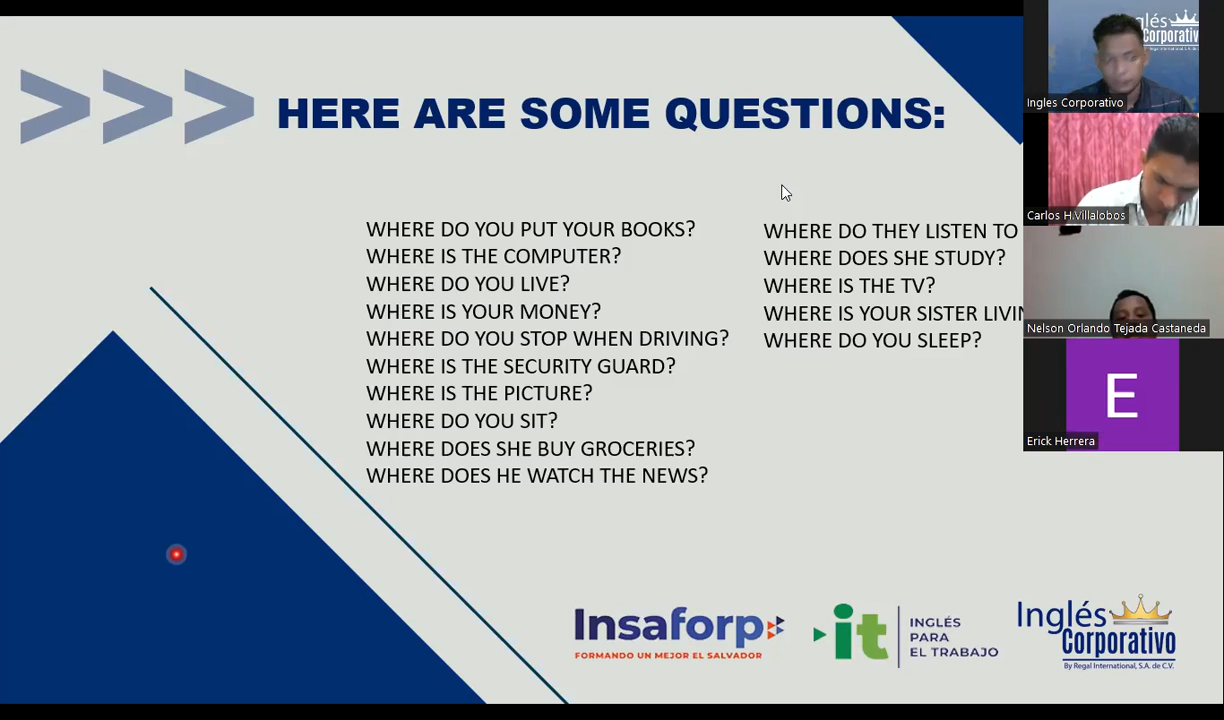 HERE ARE SOME QUESTIONS:
WHERE DO YOU PUT YOUR BOOKS?
WHERE IS THE COMPUTER?
WHERE DO YOU LIVE?
WHERE IS YOUR MONEY?
WHERE DO YOU STOP WHEN DRIVING?
WHERE IS THE SECURITY GUARD?
WHERE IS THE PICTURE?
WHERE DO YOU SIT?
WHERE DOES SHE BUY GROCERIES?
WHERE DOES HE WATCH THE NEWS?
WHERE DO THEY LISTEN TO
WHERE DOES SHE STUDY?
WHERE IS THE TV?
WHERE IS YOUR SISTER
WHERE DO YOU SLEEP?
Insaforp
FORMANDO UN MEJOR EL SALVADOR
it
INGLÉS
PARA
EL TRABAJO
Inglés
Corporativo
By Regal International, S.A. de C.V.
Ingles Corporativo
Carlos H.Villalobos
Nelson Orlando Tejada Castaneda
E
Erick Herrera